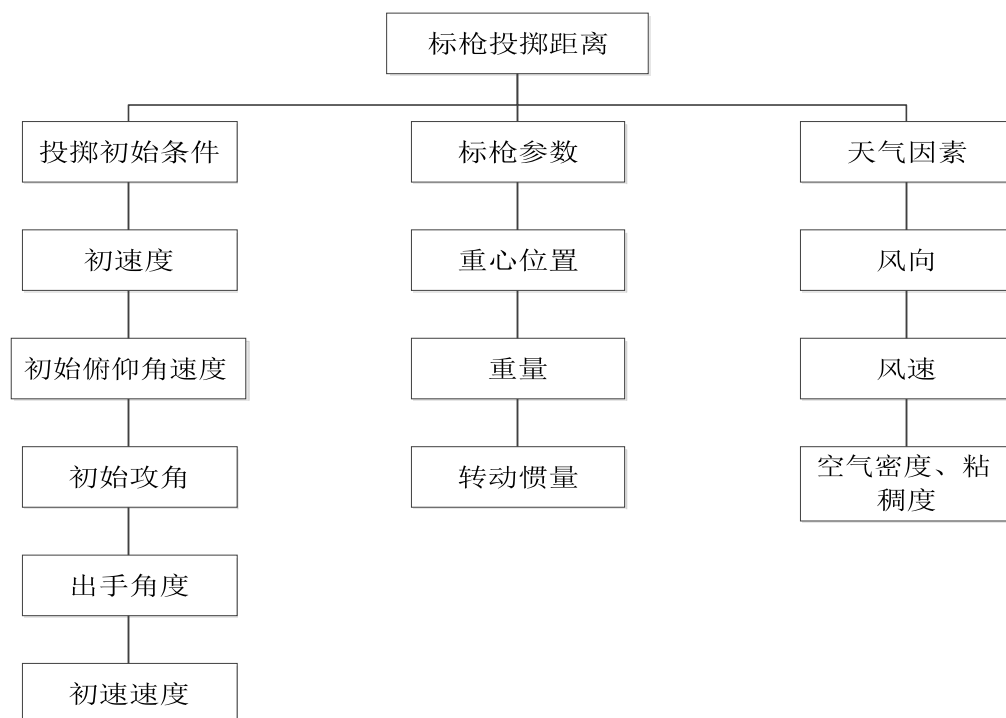 标枪投掷距离
投掷初始条件
标枪参数
天气因素
初速度
重心位置
风向
初始俯仰角速度
重量
风速
初始攻角
转动惯量
空气密度、粘
稠度
出手角度
初速速度